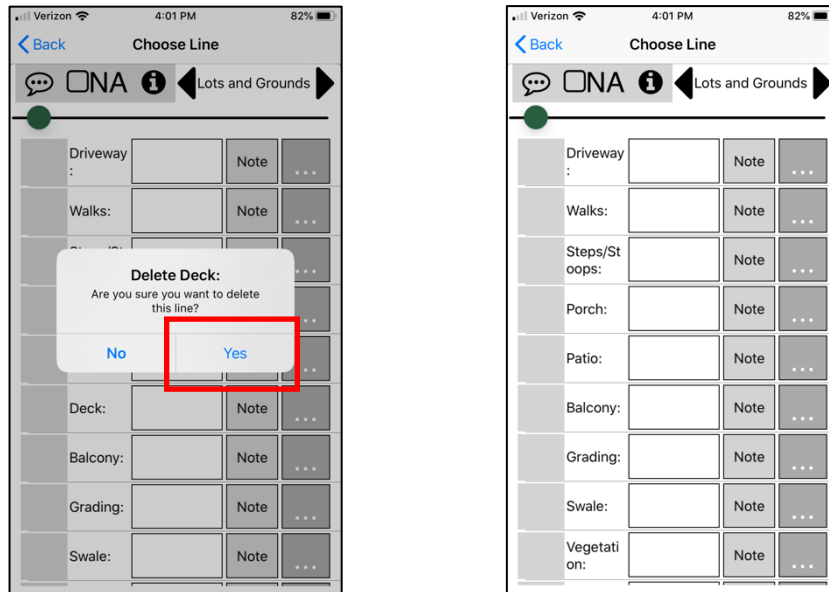 Verizon 4:01 PM 82%
Back Choose Line
NA Lots and Grounds
Driveway
: Note ...
Walks: Note ...
...
Delete Deck:
Are you sure you want to delete
this line?
No Yes
Deck: Note ...
Balcony: Note ...
Grading: Note ...
Swale: Note ...
Verizon 4:01 PM 82%
Back Choose Line
NA Lots and Grounds
Driveway
: Note ...
Walks: Note ...
Steps/St
oops: Note ...
Porch: Note ...
Patio: Note ...
Balcony: Note ...
Grading: Note ...
Swale: Note ...
Vegetati
on: Note ...